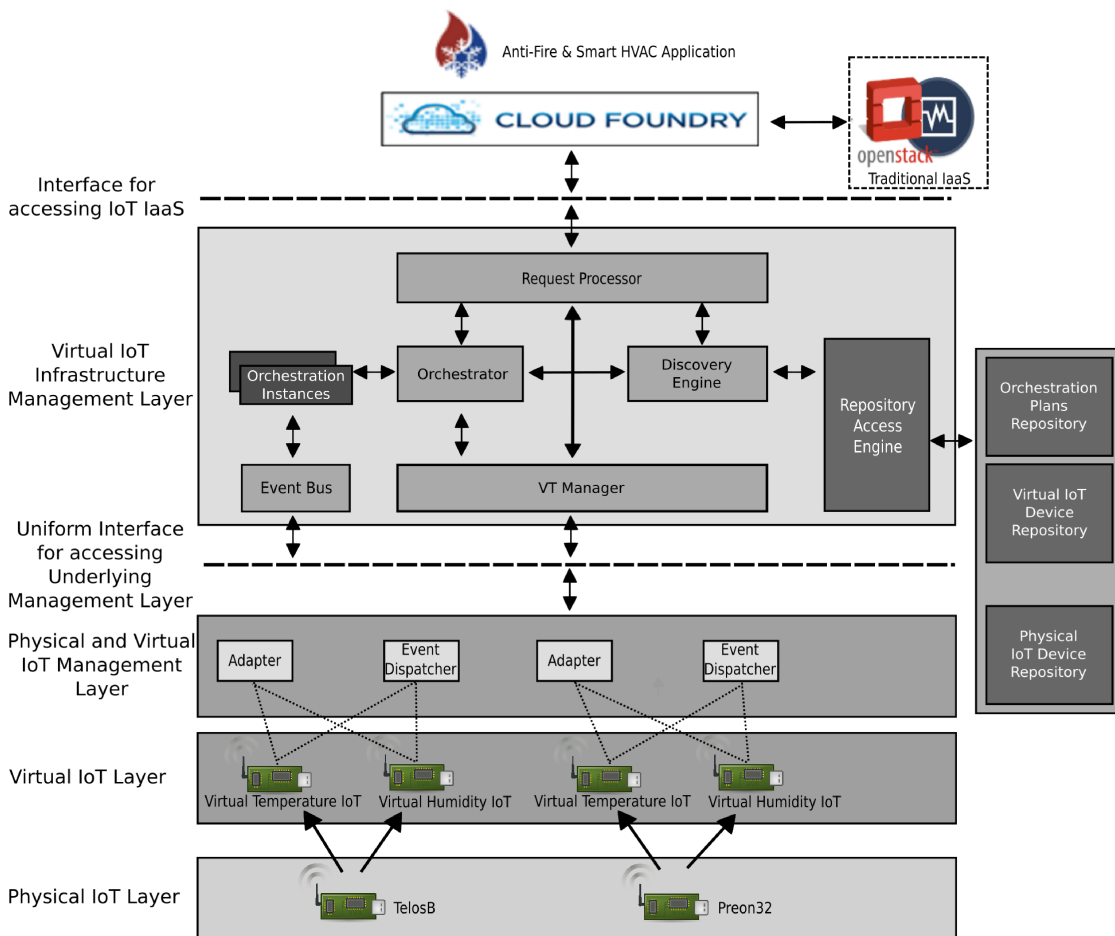 Anti-Fire & Smart HVAC Application
CLOUD FOUNDRY
openstack
Traditional IaaS
Interface for
accessing IoT IaaS
Request Processor
Virtual IoT
Infrastructure
Management Layer
Orchestration
Instances
Orchestrator
Discovery
Engine
Repository
Access
Engine
Orchestration
Plans
Repository
Event Bus
VT Manager
Virtual IoT
Device
Repository
Uniform Interface
for accessing
Underlying
Management Layer
Physical and Virtual
IoT Management
Layer
Adapter
Event
Dispatcher
Adapter
Event
Dispatcher
Physical
IoT Device
Repository
Virtual IoT Layer
Virtual Temperature IoT
Virtual Humidity IoT
Virtual Temperature IoT
Virtual Humidity IoT
Physical IoT Layer
TelosB
Preon32